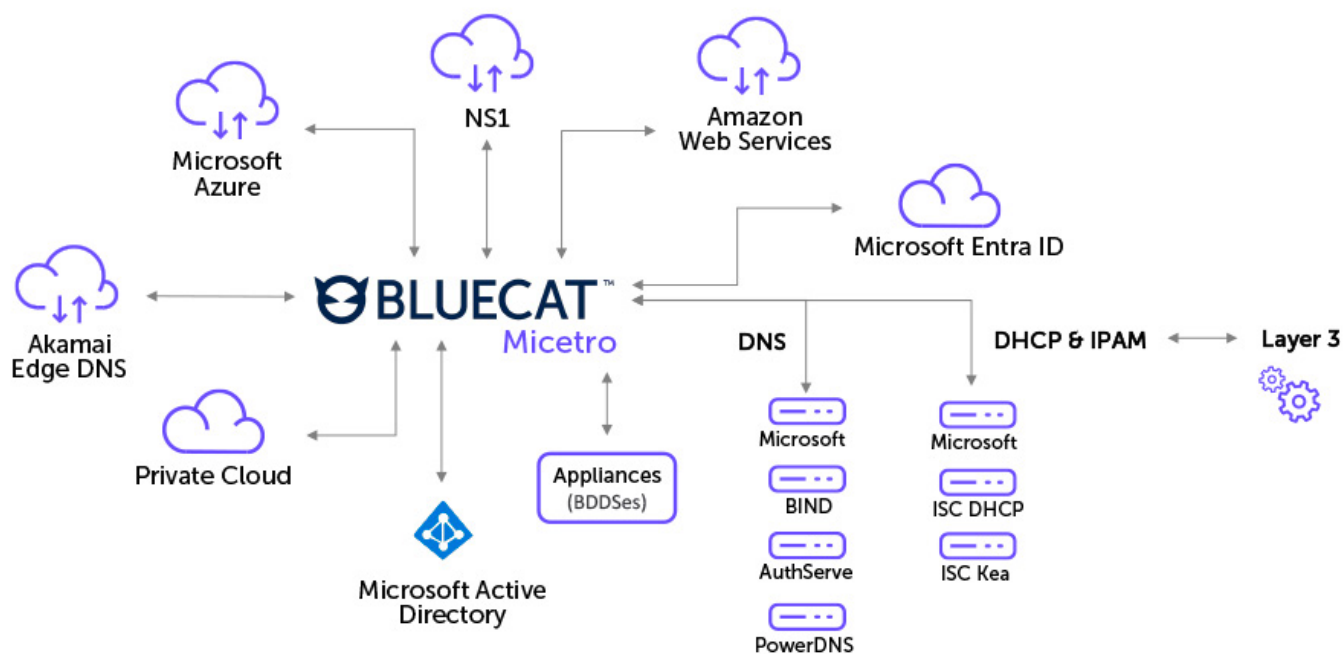 NS1
Amazon
Web Services
Microsoft
Azure
Microsoft Entra ID
BLUECAT™
Micetro
Akamai
Edge DNS
DNS
DHCP & IPAM
Layer 3
Private Cloud
Appliances
(BDDSes)
Microsoft Active
Directory
Microsoft
BIND
AuthServe
PowerDNS
Microsoft
ISC DHCP
ISC Kea